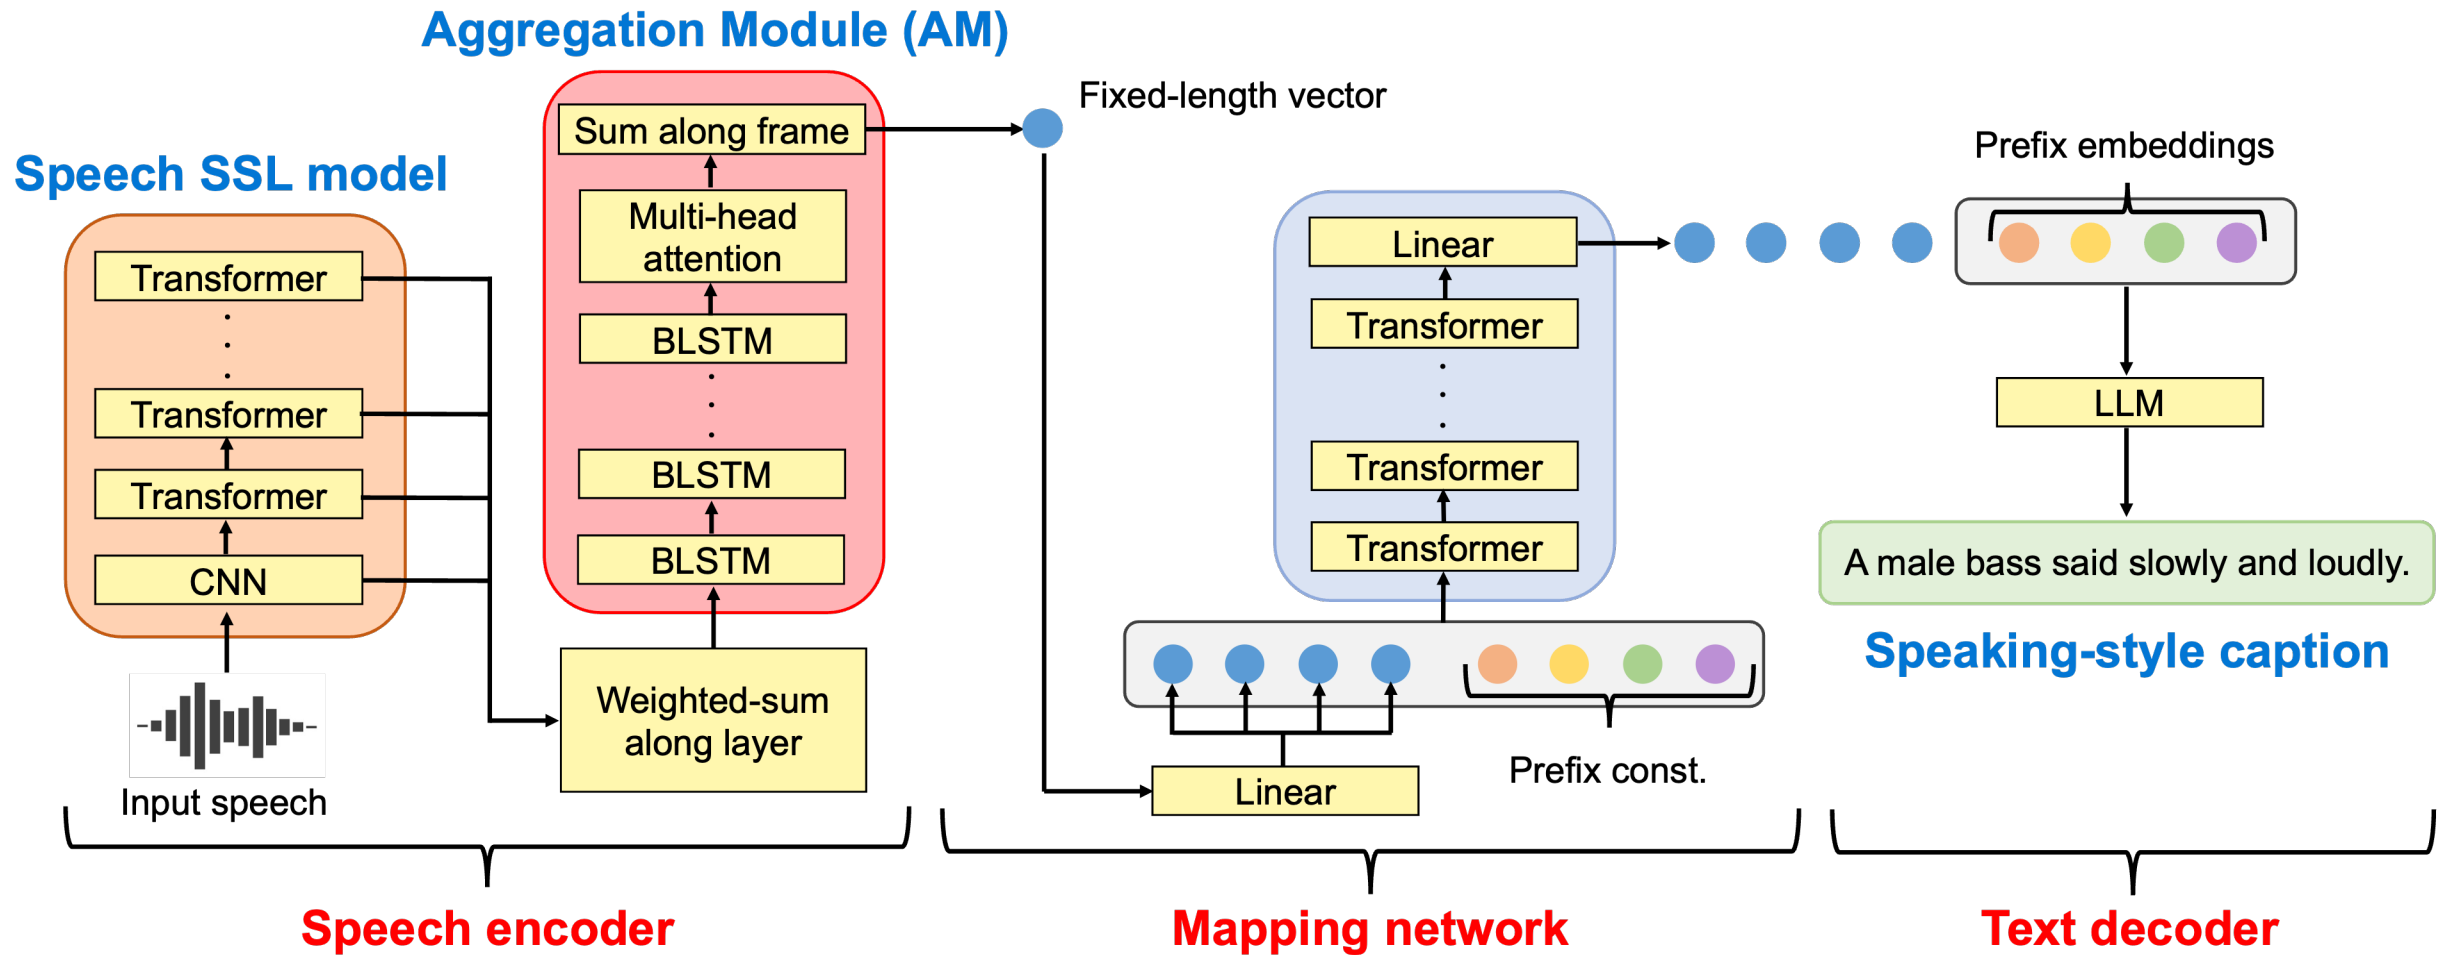 Speech SSL model
Transformer
Transformer
Transformer
CNN
Input speech
Aggregation Module (AM)
Sum along frame
Multi-head
attention
BLSTM
BLSTM
BLSTM
Weighted-sum
along layer
Speech encoder
Fixed-length vector
Linear
Transformer
Transformer
Transformer
Prefix const.
Linear
Mapping network
Prefix embeddings
LLM
A male bass said slowly and loudly.
Speaking-style caption
Text decoder